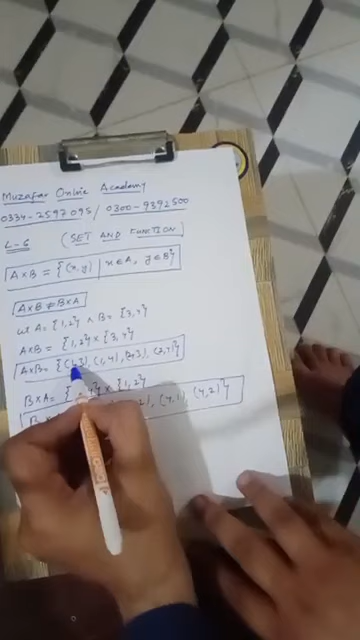 Muzafar Online Academy
0334-2597095/ 0300-9392500
L-6 (SET AND FUNCTION)
A×B = {(x,y) | x∈A, y∈B}
A×B ≠ B×A
let A = {1,2} ∧ B = {3,4}
A×B = {1,2} × {3,4}
A×B = {(1,3), (1,4), (2,3), (2,4)}
B×A = {3,4} × {1,2}
(4,1), (4,2)}